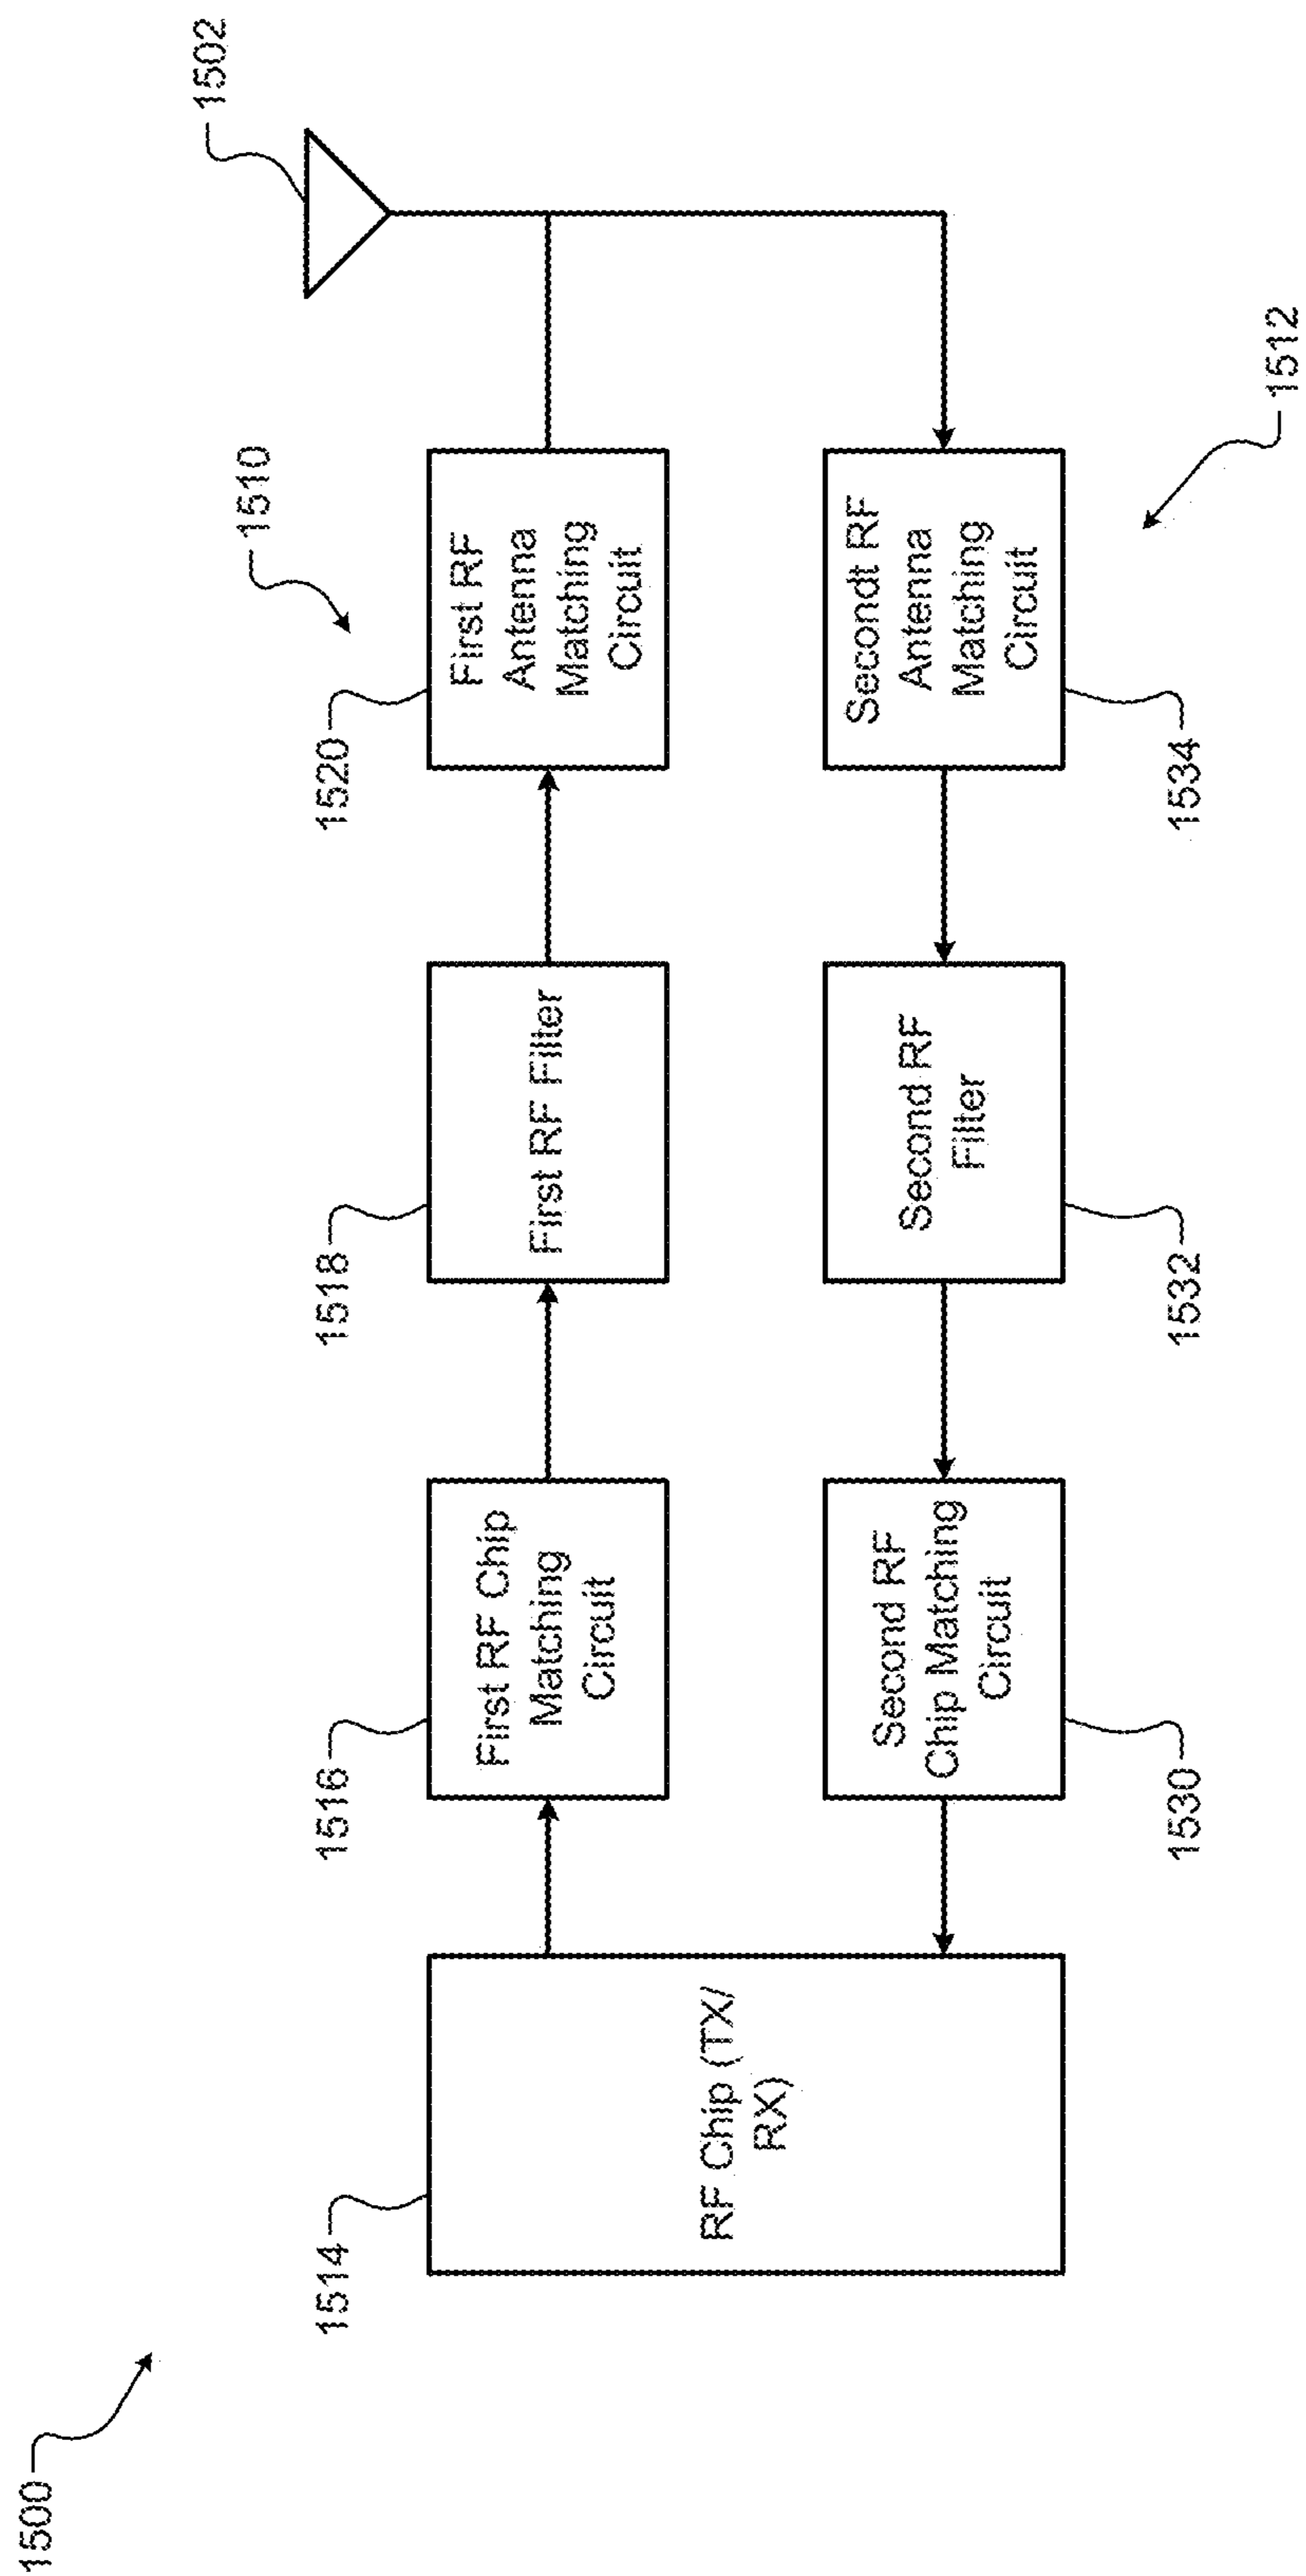 1500
1502
1510
1520
First RF
Antenna
Matching
Circuit
1518
First RF Filter
1516
First RF Chip
Matching
Circuit
1514
RF Chip (TX/
RX)
Second RF
Chip Matching
Circuit
1530
Second RF
Filter
1532
Secondt RF
Antenna
Matching
Circuit
1534
1512